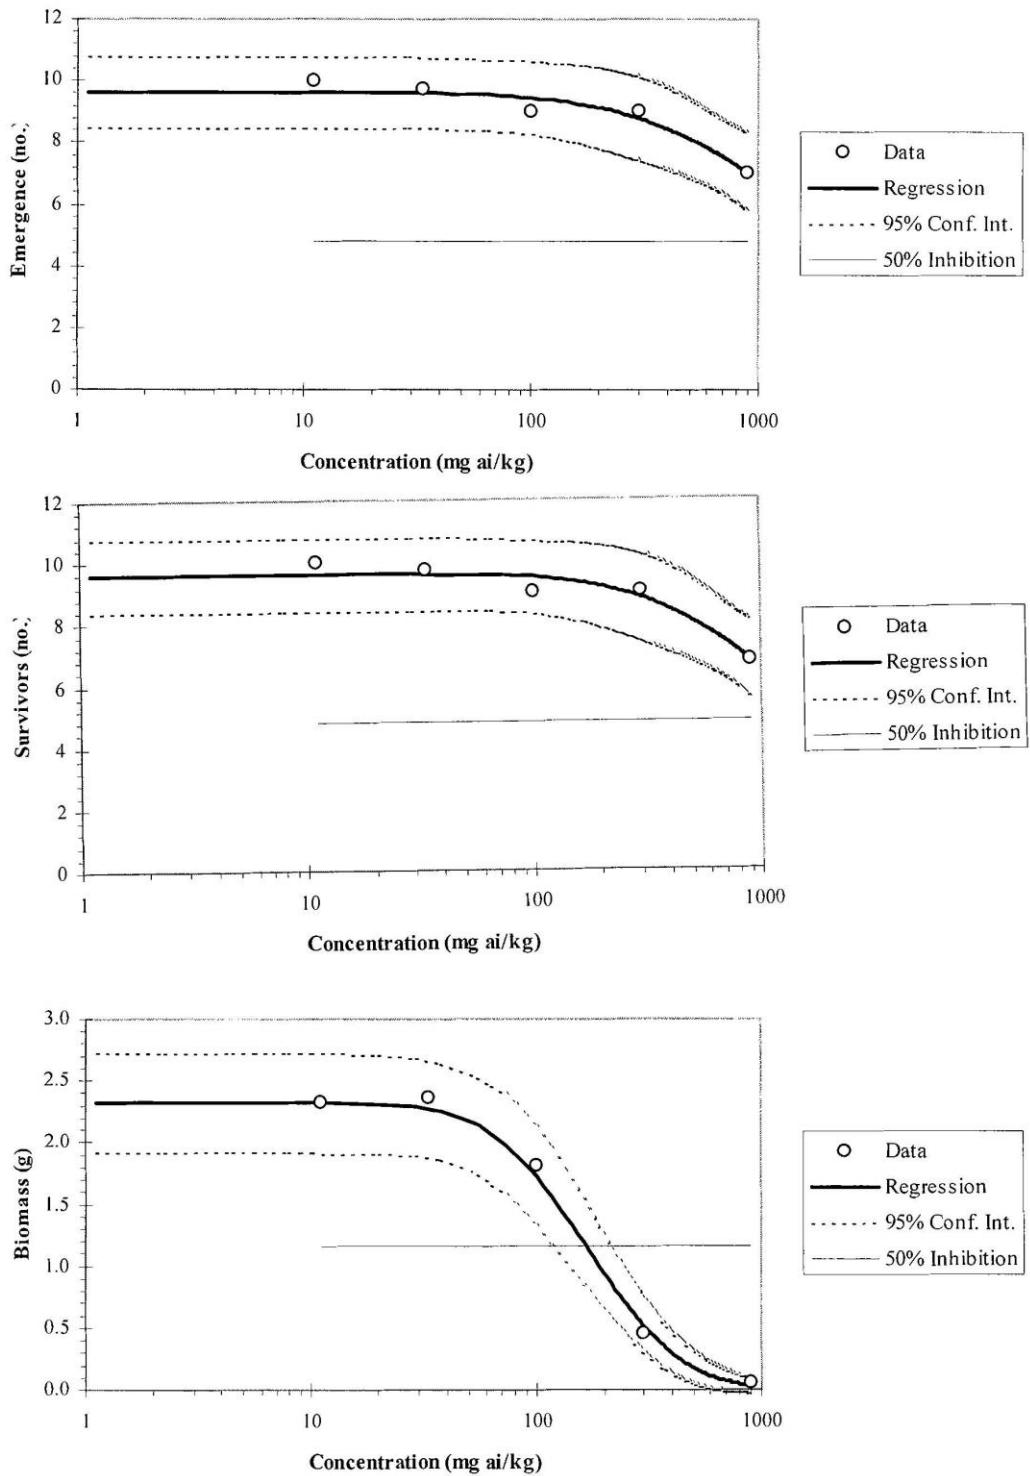 12
10
8
6
4
2
0
Emergence (no.)
1 10 100 1000
Concentration (mg ai/kg)
Data
Regression
95% Conf. Int.
50% Inhibition
12
10
8
6
4
2
0
Survivors (no.)
1 10 100 1000
Concentration (mg ai/kg)
Data
Regression
95% Conf. Int.
50% Inhibition
3.0
2.5
2.0
1.5
1.0
0.5
0.0
Biomass (g)
1 10 100 1000
Concentration (mg ai/kg)
Data
Regression
95% Conf. Int.
50% Inhibition